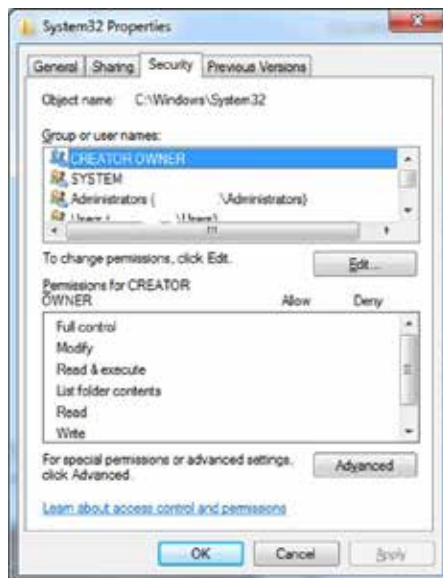 System32 Properties
General Sharing Security Previous Versions
Object name: C:\Windows\System32
Group or user names:
CREATOR OWNER
SYSTEM
Administrators ( \Administrators)
Users ( \Users)
To change permissions, click Edit.
Edit...
Permissions for CREATOR
OWNER Allow Deny
Full control
Modify
Read & execute
List folder contents
Read
Write
For special permissions or advanced settings,
click Advanced.
Advanced
Learn about access control and permissions
OK Cancel Apply